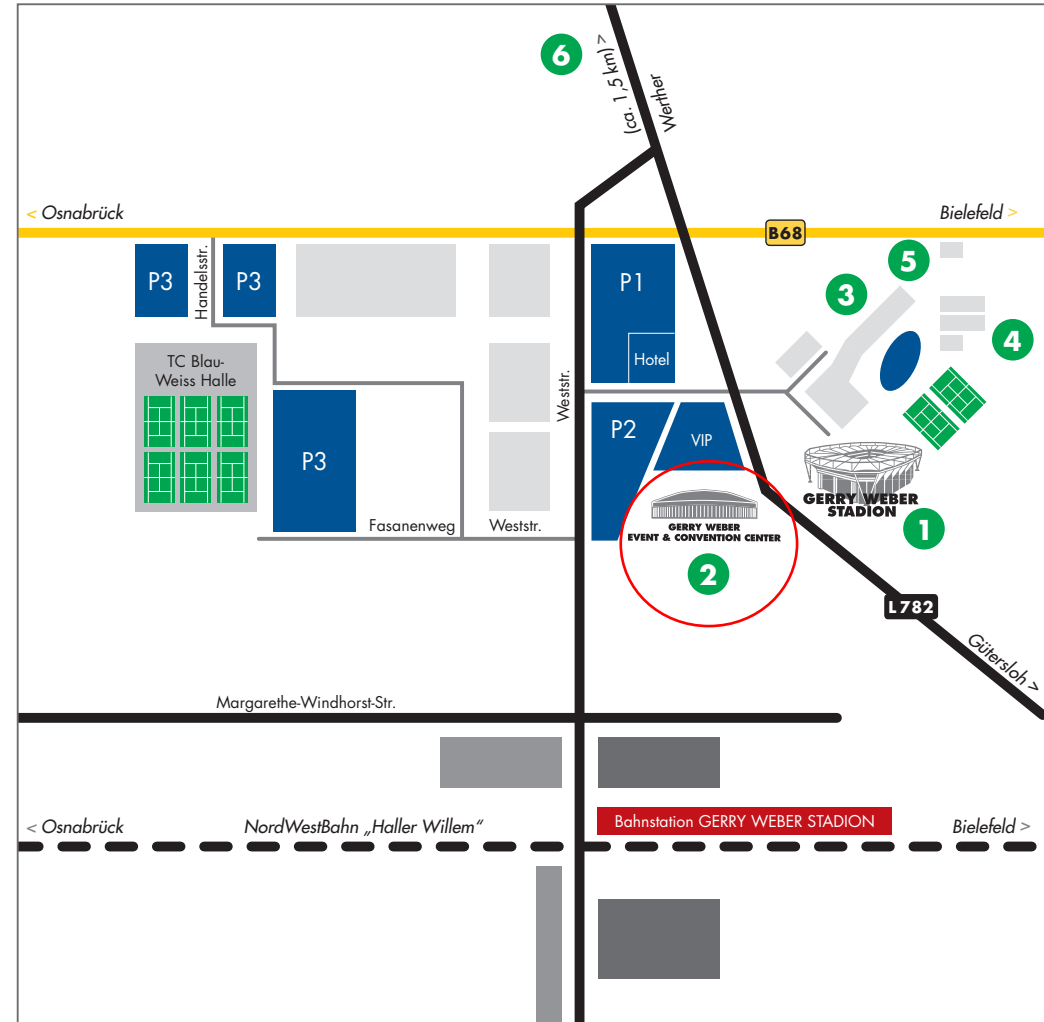 6
(ca. 1,5 km) >
Werther
< Osnabrück
Bielefeld >
B68
P3
Handelsstr.
P3
P1
5
3
4
Hotel
TC Blau-
Weiss Halle
Weststr.
P2
VIP
P3
GERRY WEBER
STADION
1
Fasanenweg
Weststr.
GERRY WEBER
EVENT & CONVENTION CENTER
2
L 782
Gütersloh >
Margarethe-Windhorst-Str.
< Osnabrück
NordWestBahn „Haller Willem“
Bahnstation GERRY WEBER STADION
Bielefeld >